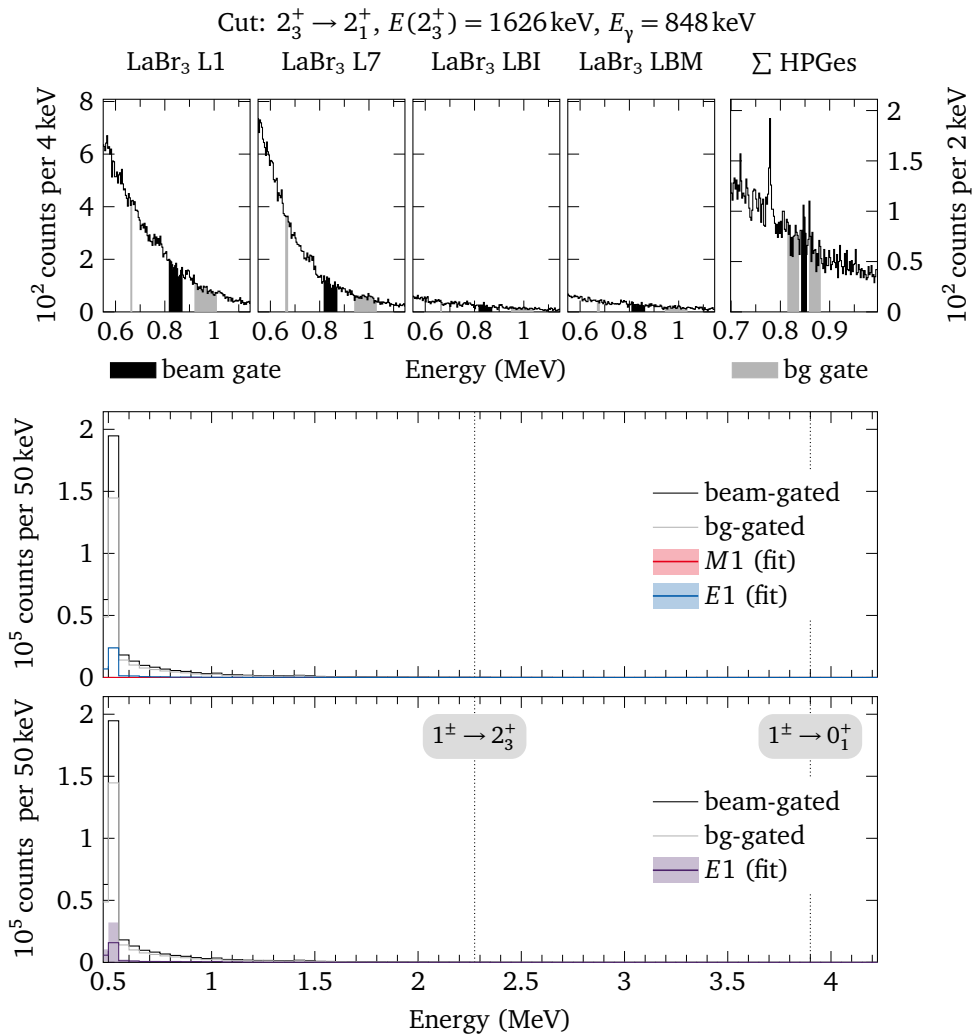 Cut: 2₃⁺ → 2₁⁺, E(2₃⁺) = 1626 keV, Eγ = 848 keV
LaBr₃ L1 LaBr₃ L7 LaBr₃ LBI LaBr₃ LBM ∑ HPGes
10² counts per 4 keV
8
6
4
2
0
2
1.5
1
0.5
0
10² counts per 2 keV
0.6 0.8 1 0.6 0.8 1 0.6 0.8 1 0.6 0.8 1 0.7 0.8 0.9
Energy (MeV)
beam gate
bg gate
10⁵ counts per 50 keV
2
1.5
1
0.5
0
beam-gated
bg-gated
M1 (fit)
E1 (fit)
10⁵ counts per 50 keV
2
1.5
1
0.5
0
1± → 2₃⁺
1± → 0₁⁺
beam-gated
bg-gated
E1 (fit)
0.5 1 1.5 2 2.5 3 3.5 4
Energy (MeV)